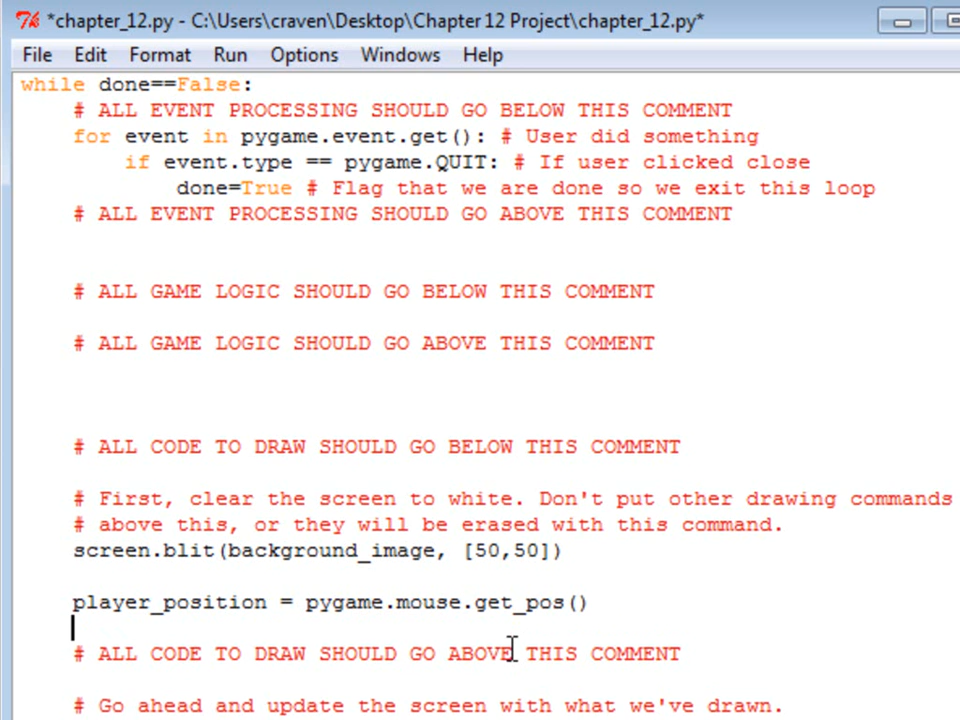 *chapter_12.py - C:\Users\craven\Desktop\Chapter 12 Project\chapter_12.py*
File Edit Format Run Options Windows Help
while done==False:
# ALL EVENT PROCESSING SHOULD GO BELOW THIS COMMENT
for event in pygame.event.get(): # User did something
if event.type == pygame.QUIT: # If user clicked close
done=True # Flag that we are done so we exit this loop
# ALL EVENT PROCESSING SHOULD GO ABOVE THIS COMMENT
# ALL GAME LOGIC SHOULD GO BELOW THIS COMMENT
# ALL GAME LOGIC SHOULD GO ABOVE THIS COMMENT
# ALL CODE TO DRAW SHOULD GO BELOW THIS COMMENT
# First, clear the screen to white. Don't put other drawing commands
# above this, or they will be erased with this command.
screen.blit(background_image, [50,50])
player_position = pygame.mouse.get_pos()
# ALL CODE TO DRAW SHOULD GO ABOVE THIS COMMENT
# Go ahead and update the screen with what we've drawn.